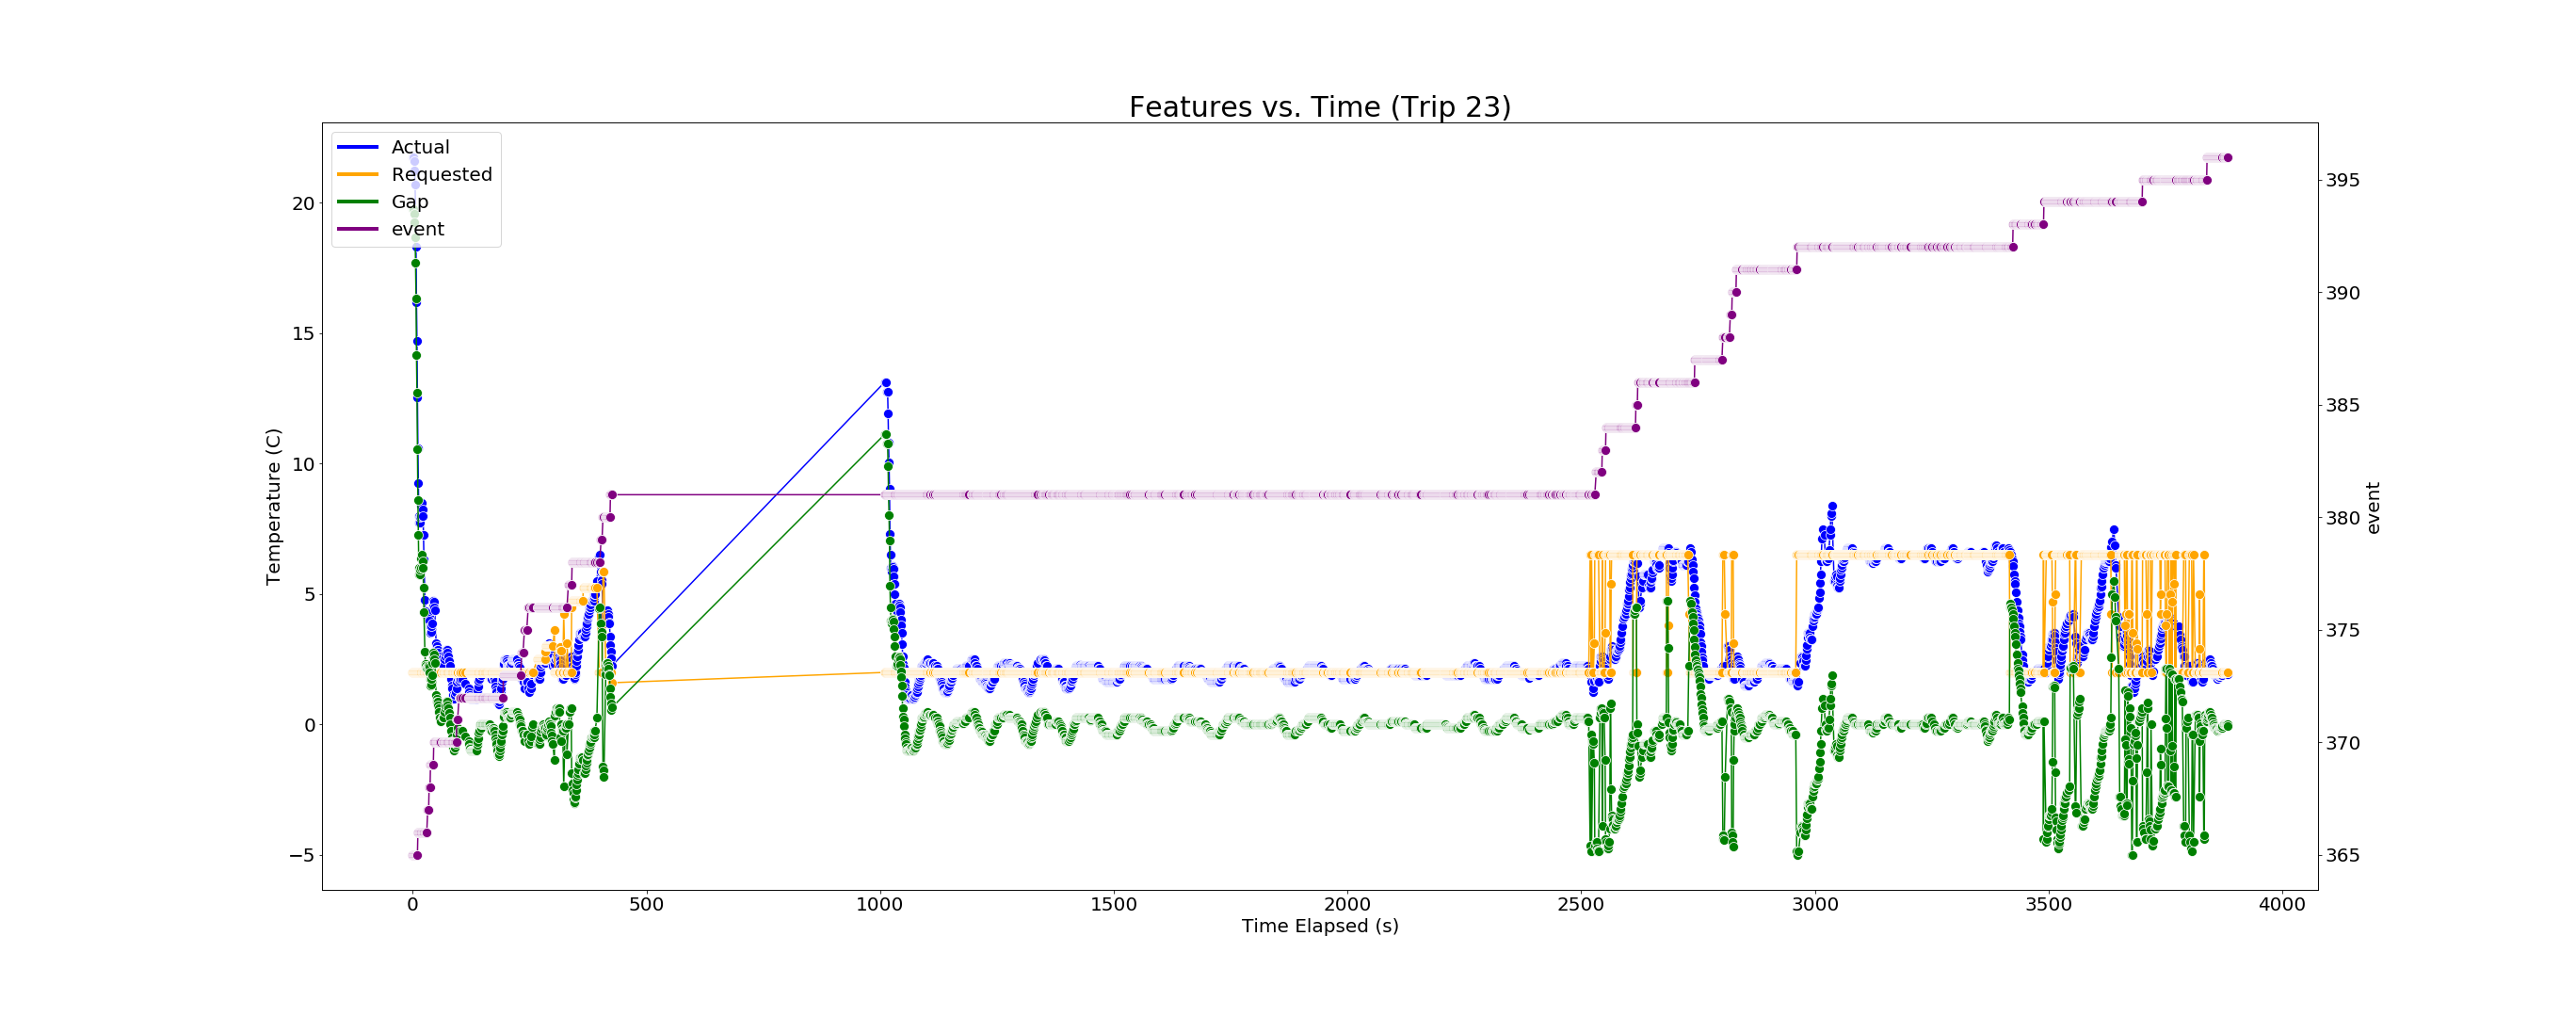 Features vs. Time (Trip 23)
Actual
Requested
Gap
event
20
15
10
5
0
−5
Temperature (C)
395
390
385
380
375
370
365
event
0 500 1000 1500 2000 2500 3000 3500 4000
Time Elapsed (s)